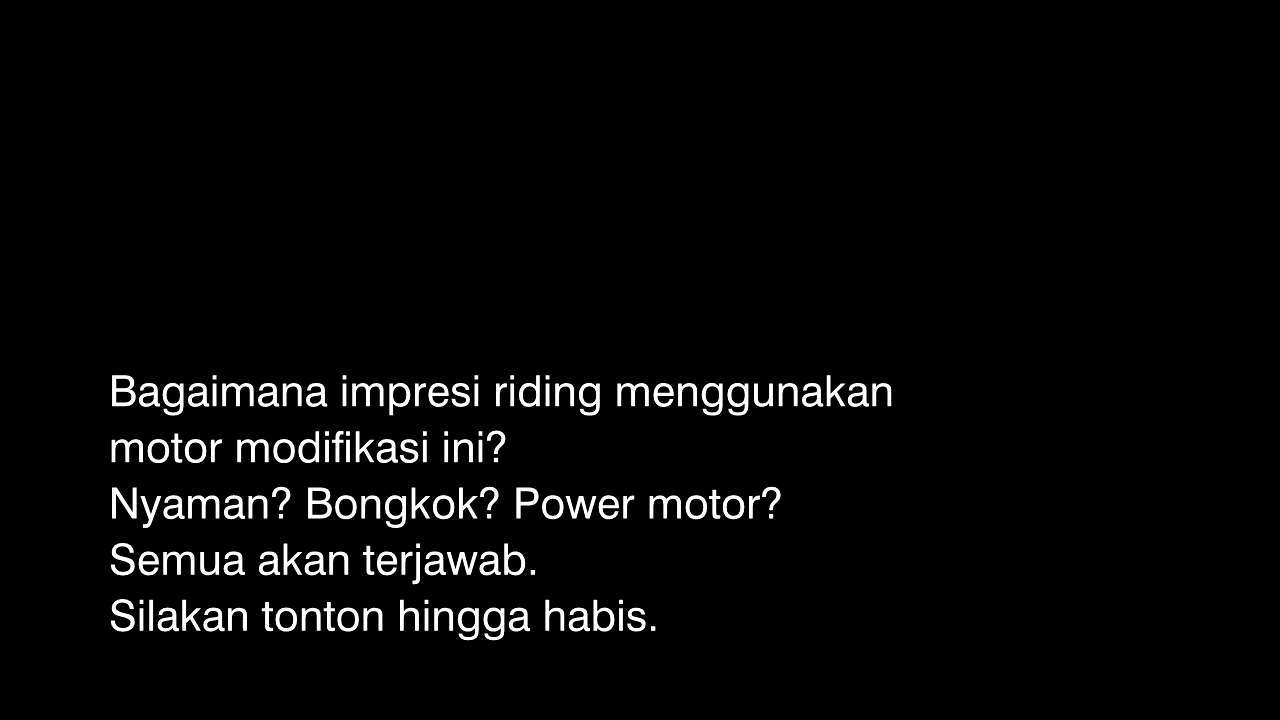 Bagaimana impresi riding menggunakan
motor modifikasi ini?
Nyaman? Bongkok? Power motor?
Semua akan terjawab.
Silakan tonton hingga habis.